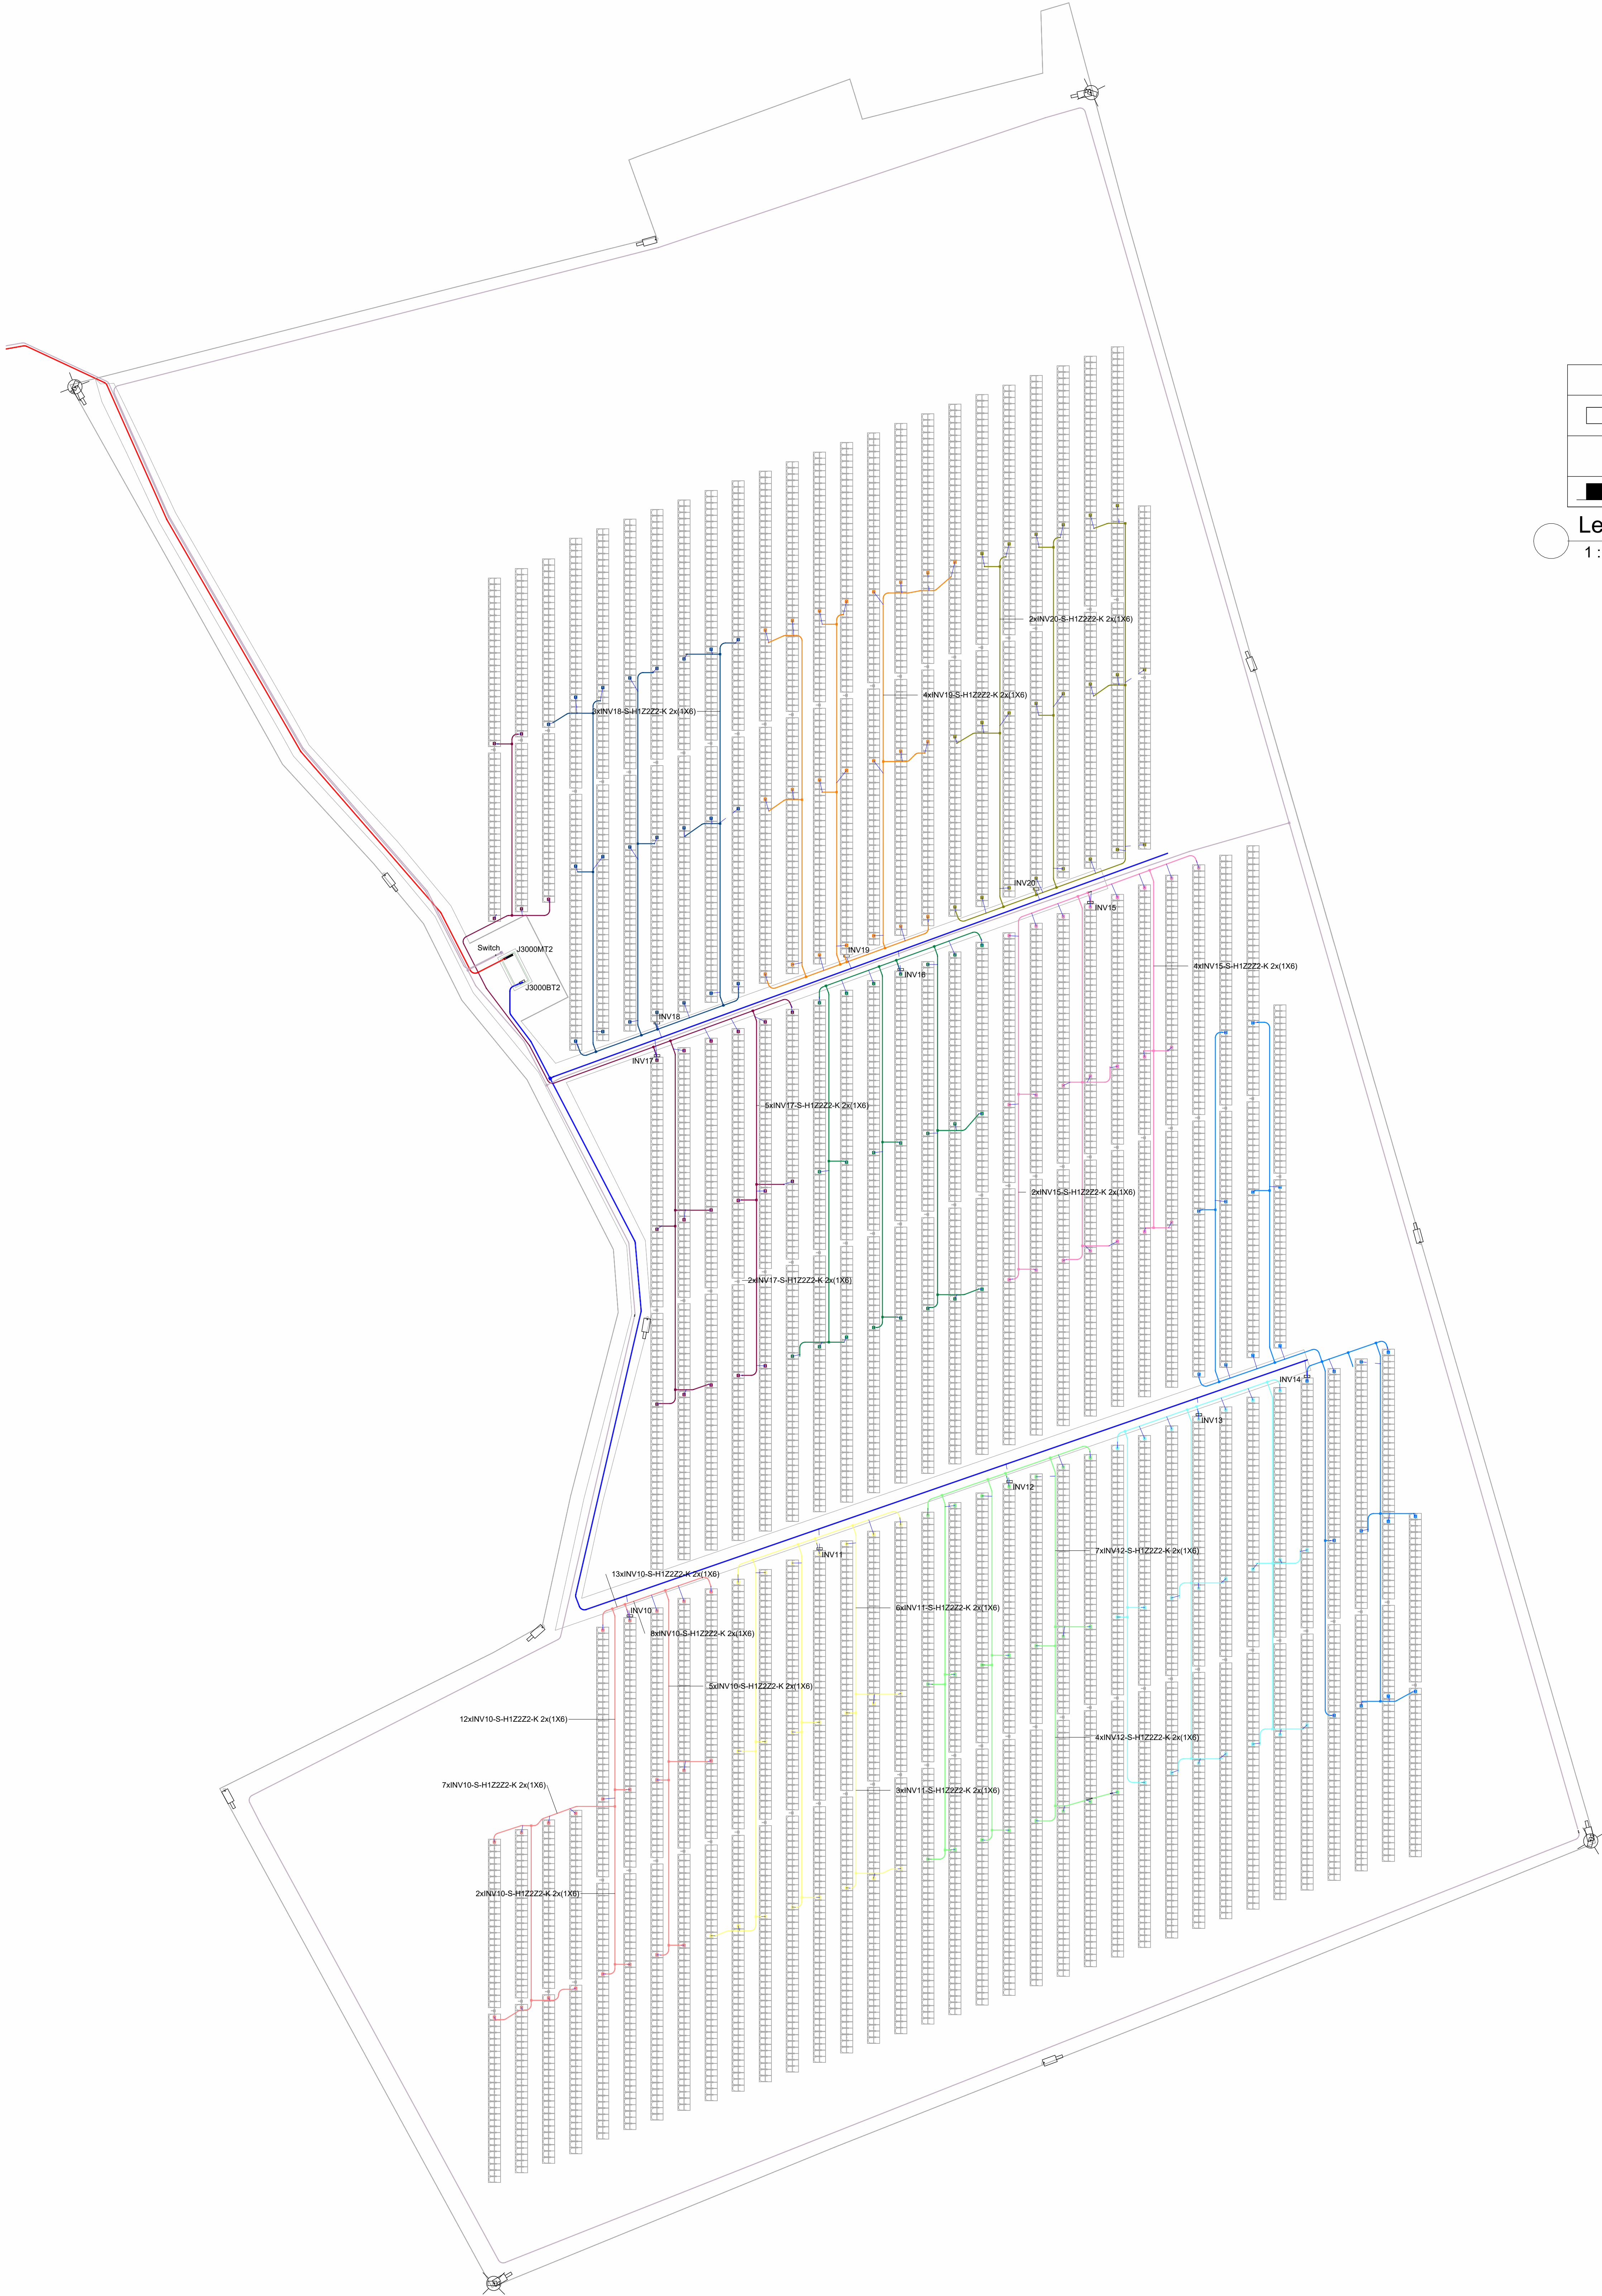 Le
1 :
2xINV20-S-H1Z2Z2-K 2x(1X6)
4xINV19-S-H1Z2Z2-K 2x(1X6)
3xINV18-S-H1Z2Z2-K 2x(1X6)
INV20
INV15
Switch
J3000MT2
INV19
4xINV15-S-H1Z2Z2-K 2x(1X6)
INV16
J3000BT2
INV18
INV17
5xINV17-S-H1Z2Z2-K 2x(1X6)
2xINV15-S-H1Z2Z2-K 2x(1X6)
2xINV17-S-H1Z2Z2-K 2x(1X6)
INV14
INV13
INV12
7xINV12-S-H1Z2Z2-K 2x(1X6)
INV11
13xINV10-S-H1Z2Z2-K 2x(1X6)
6xINV11-S-H1Z2Z2-K 2x(1X6)
INV10
8xINV10-S-H1Z2Z2-K 2x(1X6)
5xINV10-S-H1Z2Z2-K 2x(1X6)
12xINV10-S-H1Z2Z2-K 2x(1X6)
4xINV12-S-H1Z2Z2-K 2x(1X6)
7xINV10-S-H1Z2Z2-K 2x(1X6)
3xINV11-S-H1Z2Z2-K 2x(1X6)
2xINV10-S-H1Z2Z2-K 2x(1X6)